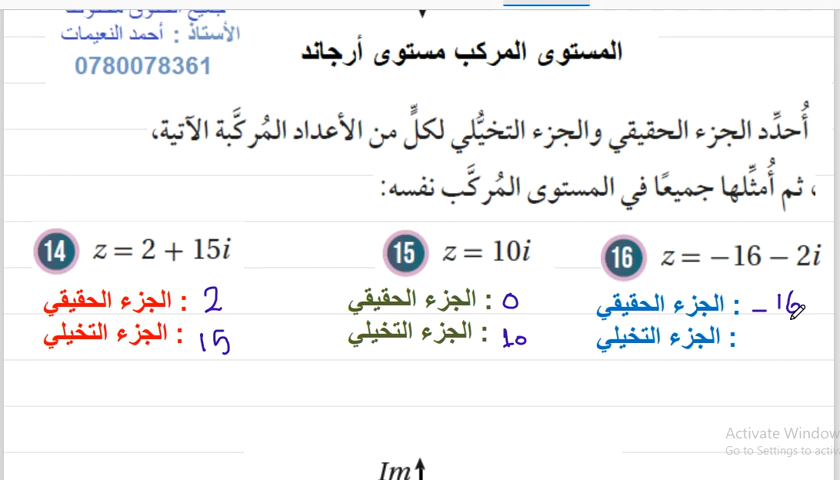 الأستاذ : أحمد النعيمات
0780078361
المستوى المركب مستوى أرجاند
أُحدِّد الجزء الحقيقي والجزء التخيُّلي لكلٍّ من الأعداد المُركَّبة الآتية،
، ثم أُمثِّلها جميعًا في المستوى المُركَّب نفسه:
14 z = 2 + 15i
الجزء الحقيقي : 2
الجزء التخيلي : 15
15 z = 10i
الجزء الحقيقي : 0
الجزء التخيلي : 10
16 z = −16 − 2i
الجزء الحقيقي : −16
الجزء التخيلي :
Activate Window
Go to Settings to activ
Im